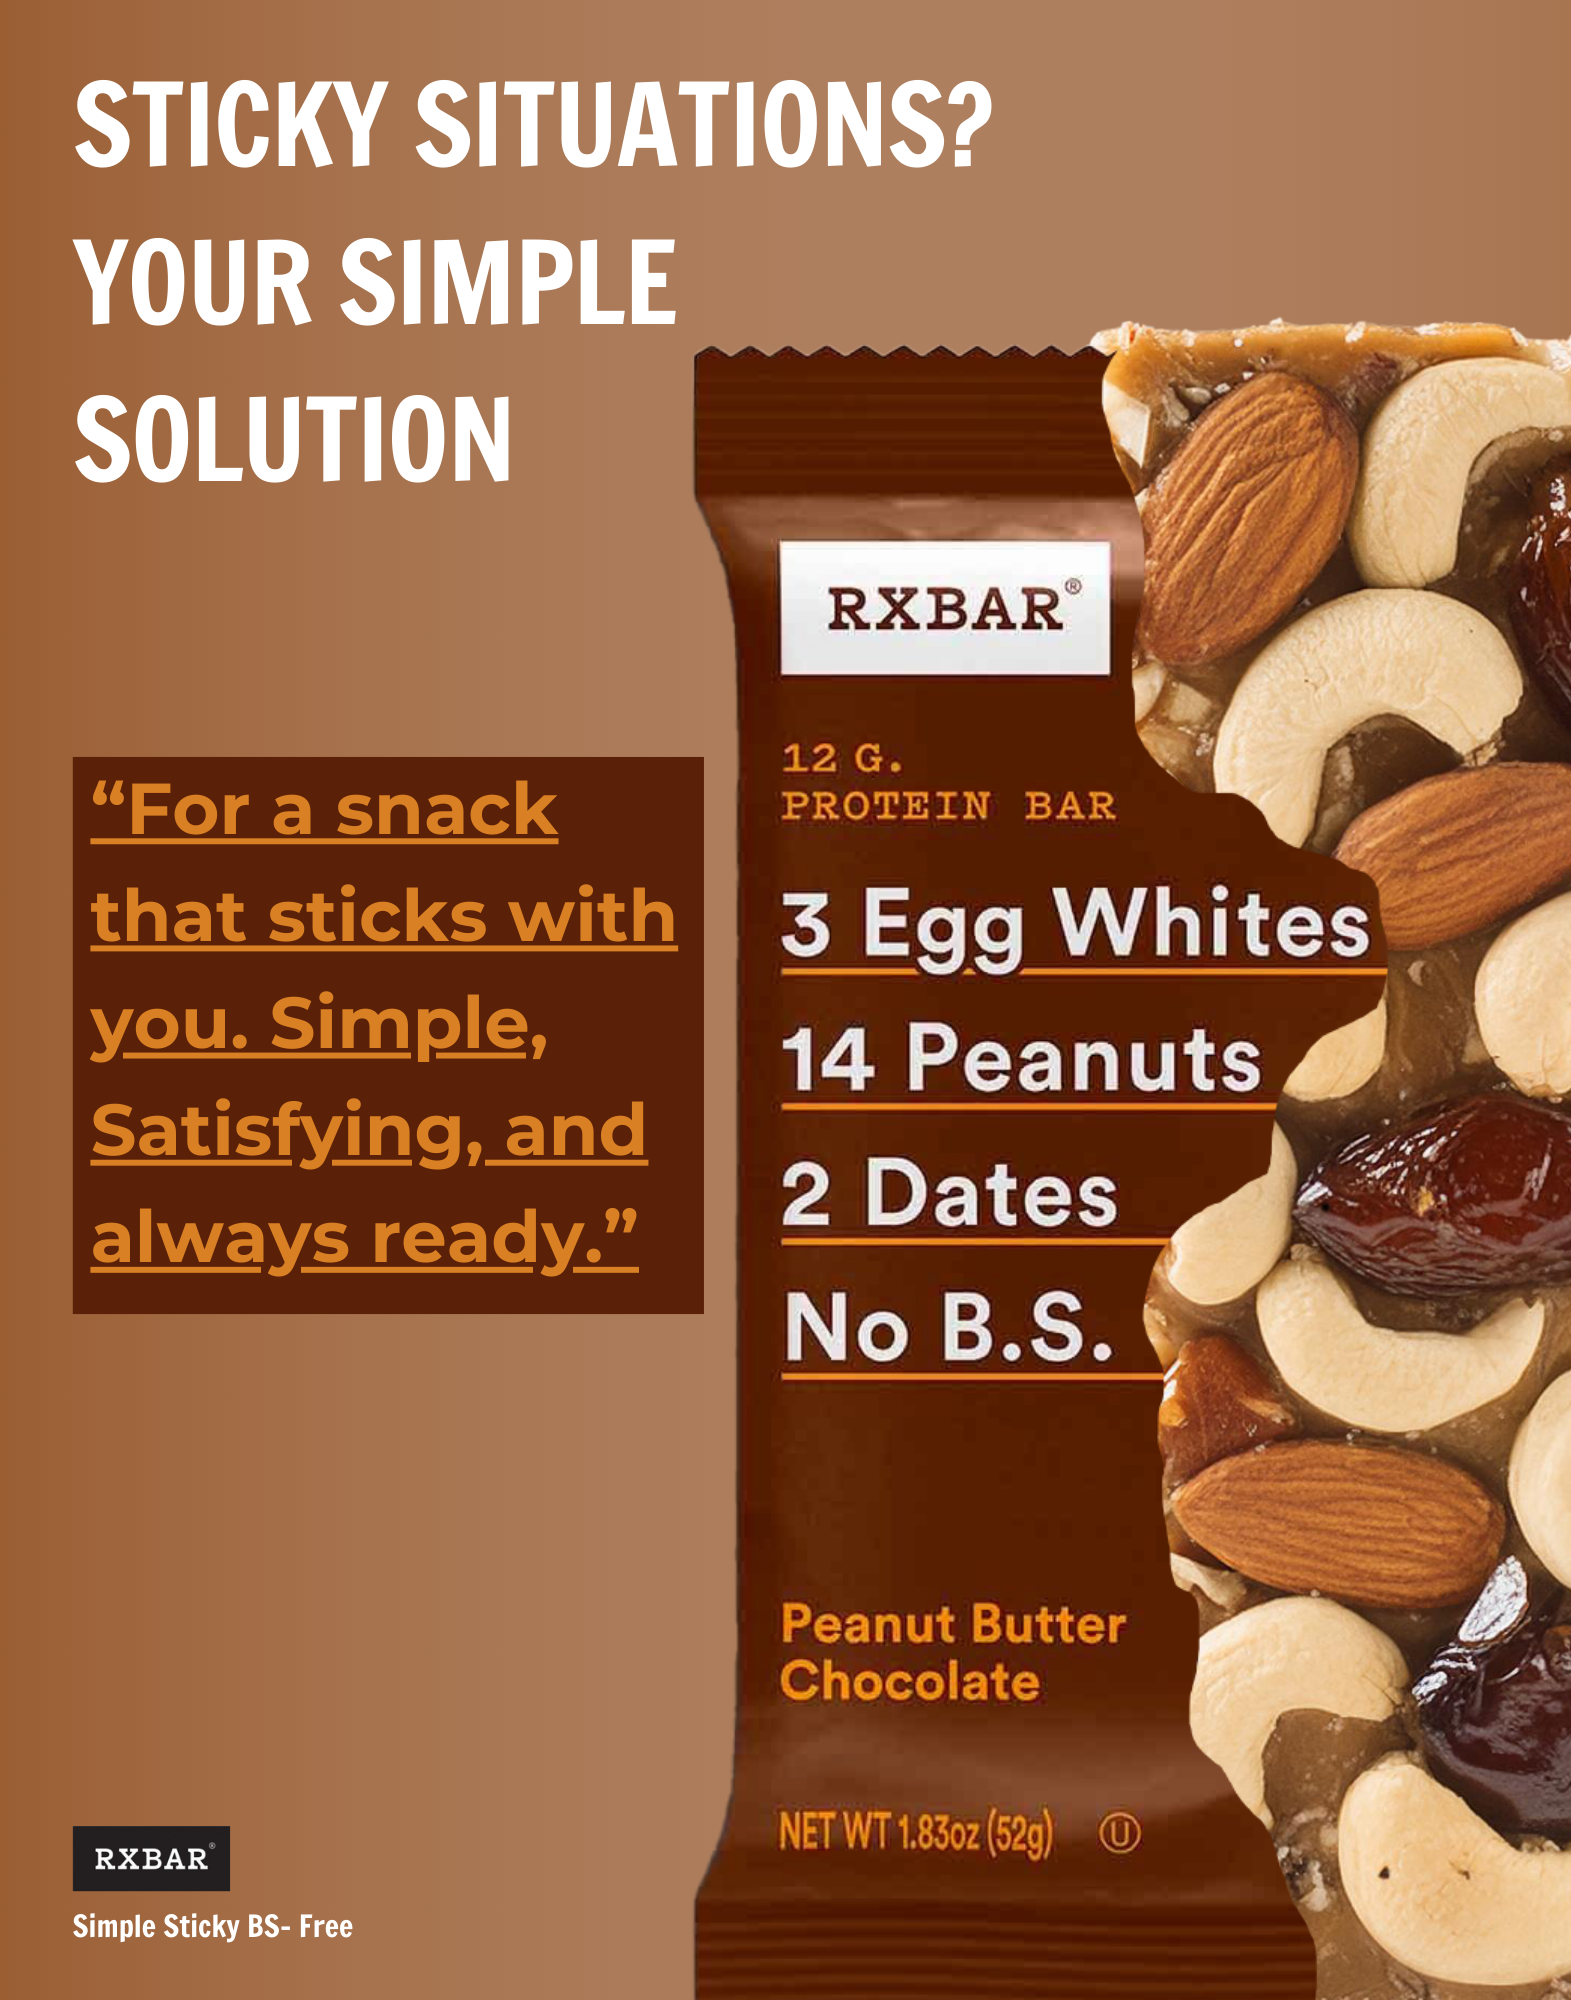 STICKY SITUATIONS?
YOUR SIMPLE
SOLUTION
“For a snack
that sticks with
you. Simple,
Satisfying, and
always ready.”
RXBAR®
12 G.
PROTEIN BAR
3 Egg Whites
14 Peanuts
2 Dates
No B.S.
Peanut Butter
Chocolate
NET WT 1.83oz (52g) U
RXBAR®
Simple Sticky BS- Free